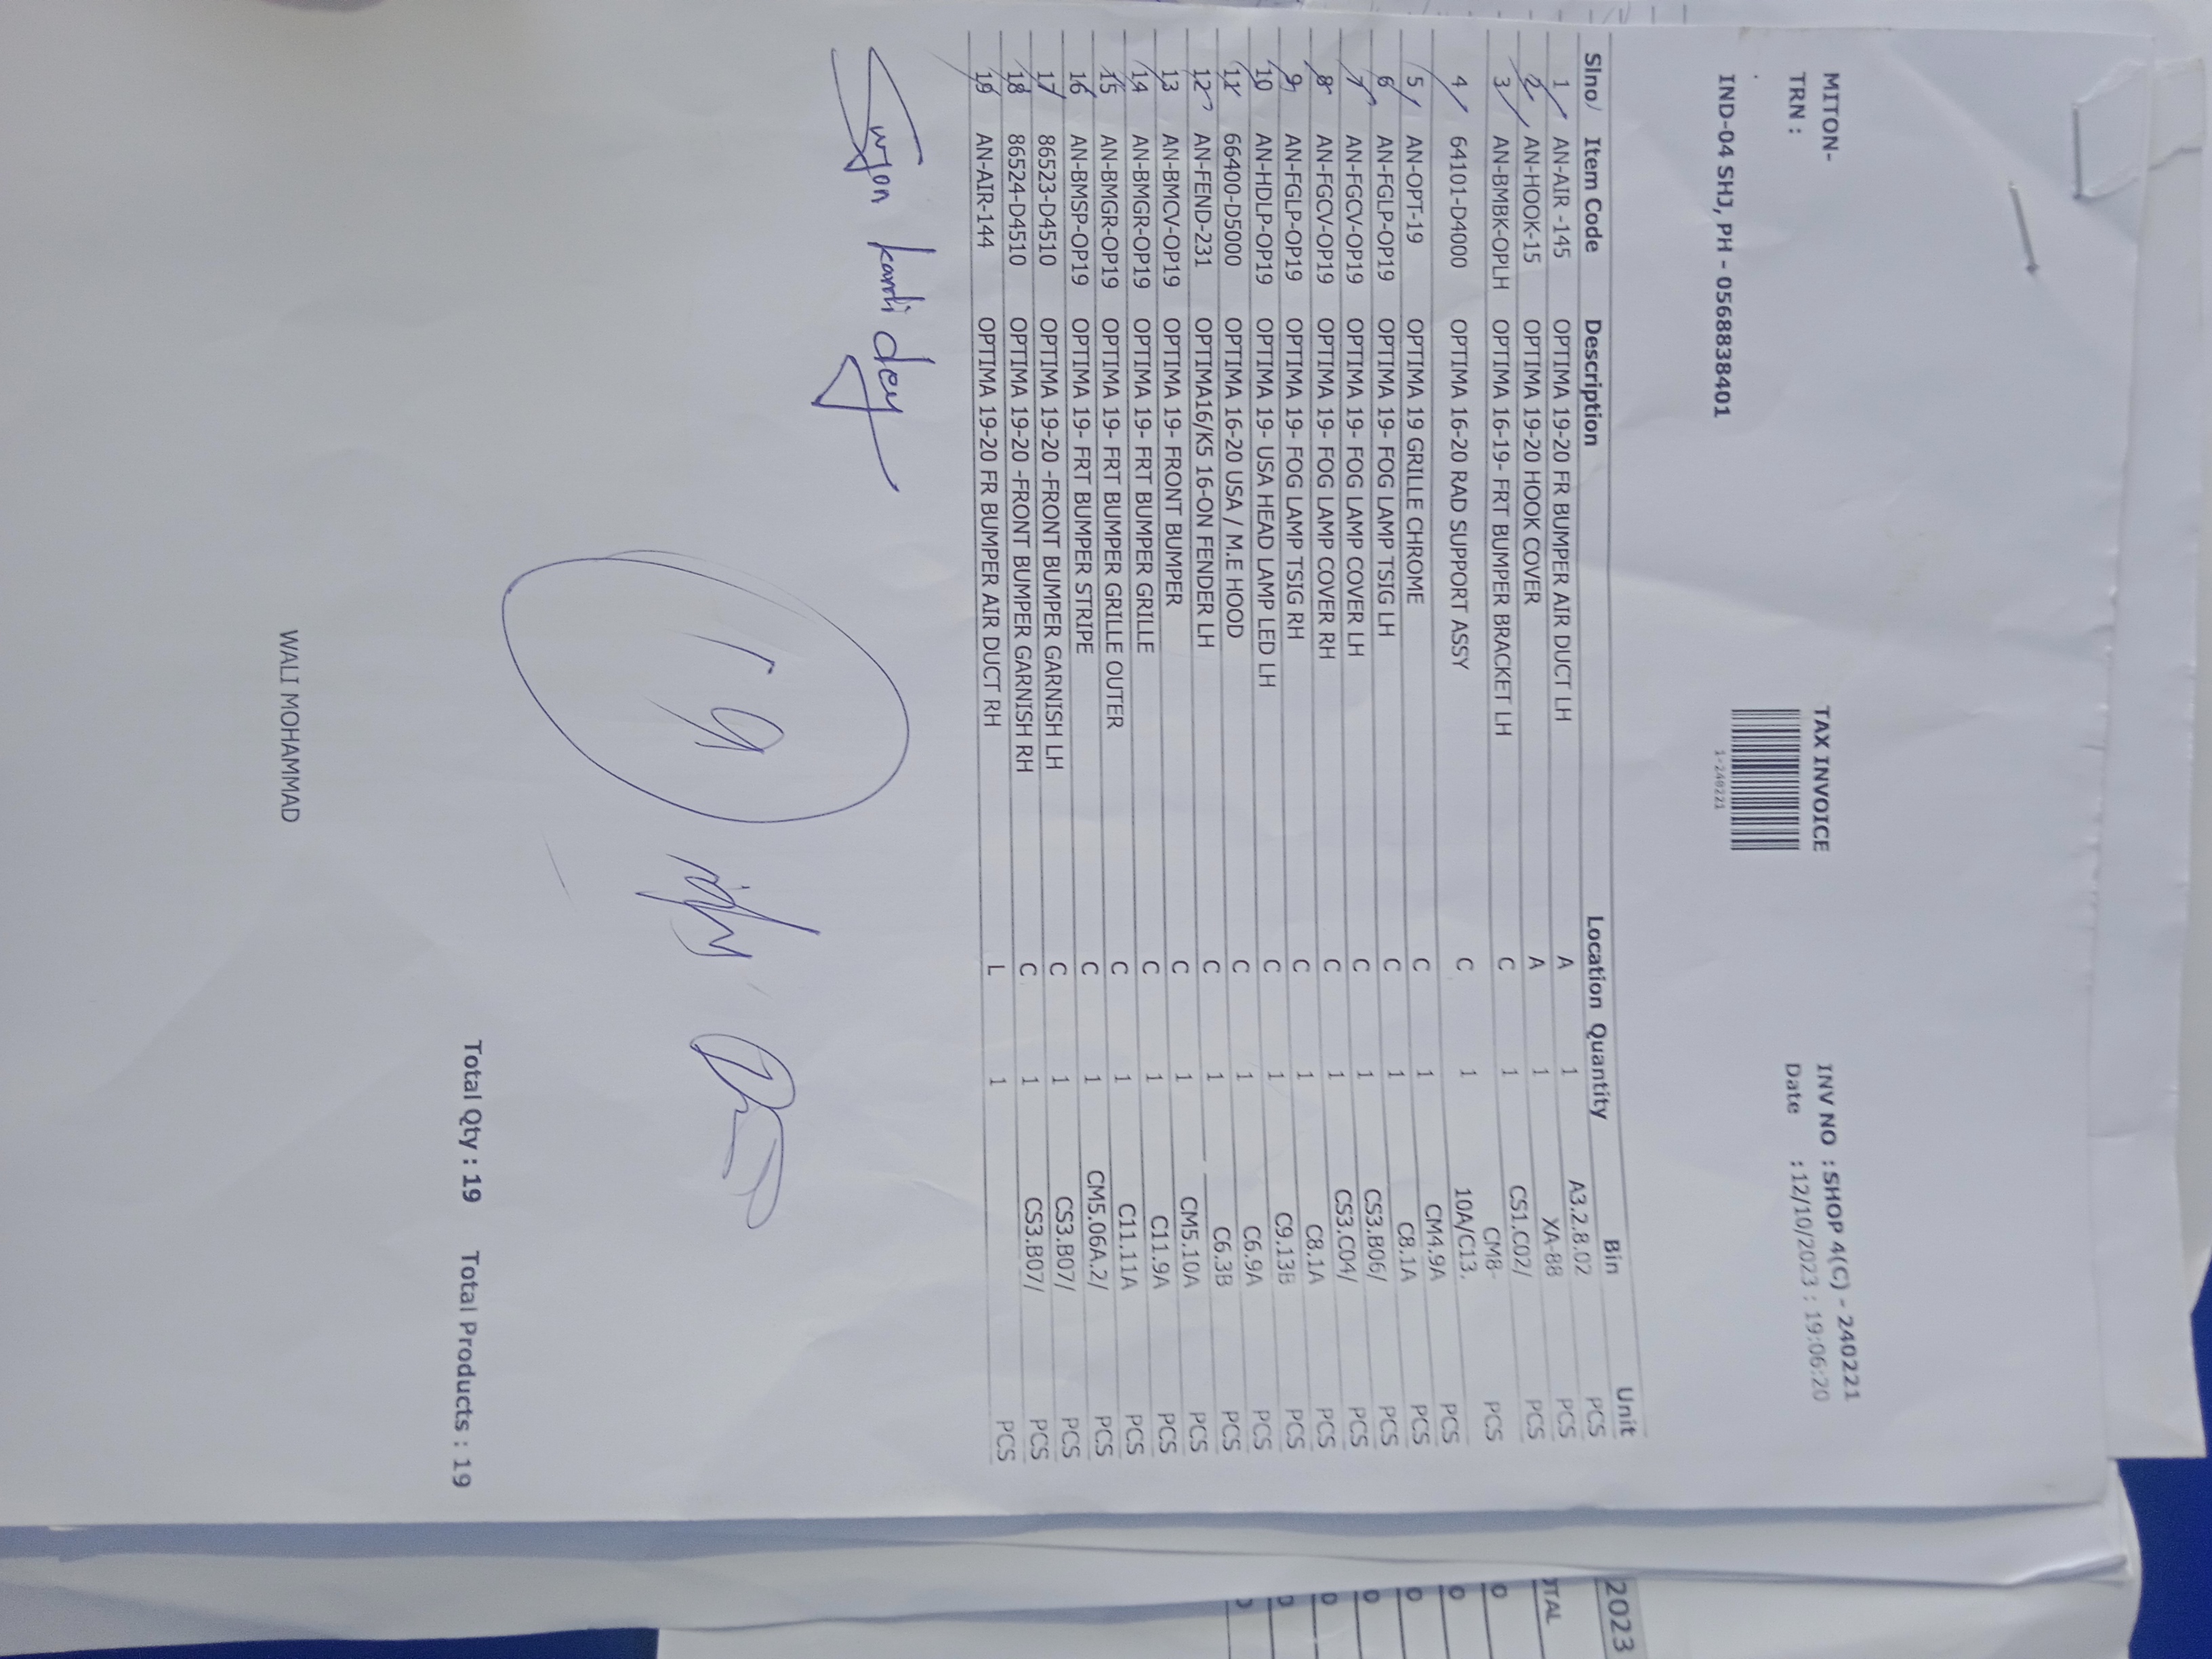 MITON- TAX INVOICE INV NO : SHOP 4(C) - 240221
TRN : Date : 12/10/2023 : 19:06:20
1-240221
IND-04 SHJ, PH - 0568838401
Slno/ Item Code Description Location Quantity Bin Unit
1 AN-AIR -145 OPTIMA 19-20 FR BUMPER AIR DUCT LH A 1 A3.2.8.02 PCS
2 AN-HOOK-15 OPTIMA 19-20 HOOK COVER A 1 XA-88 PCS
3 AN-BMBK-OPLH OPTIMA 16-19- FRT BUMPER BRACKET LH C 1 CS1.C02/ PCS
CM8-
4 64101-D4000 OPTIMA 16-20 RAD SUPPORT ASSY C 1 10A/C13. PCS
5 AN-OPT-19 OPTIMA 19 GRILLE CHROME C 1 CM4.9A PCS
6 AN-FGLP-OP19 OPTIMA 19- FOG LAMP TSIG LH C 1 C8.1A PCS
7 AN-FGCV-OP19 OPTIMA 19- FOG LAMP COVER LH C 1 CS3.B06/ PCS
8 AN-FGCV-OP19 OPTIMA 19- FOG LAMP COVER RH C 1 CS3.C04/ PCS
9 AN-FGLP-OP19 OPTIMA 19- FOG LAMP TSIG RH C 1 C8.1A PCS
10 AN-HDLP-OP19 OPTIMA 19- USA HEAD LAMP LED LH C 1 C9.13B PCS
11 66400-D5000 OPTIMA 16-20 USA / M.E HOOD C 1 C6.9A PCS
12 AN-FEND-231 OPTIMA16/K5 16-ON FENDER LH C 1 C6.3B PCS
13 AN-BMCV-OP19 OPTIMA 19- FRONT BUMPER C 1 CM5.10A PCS
14 AN-BMGR-OP19 OPTIMA 19- FRT BUMPER GRILLE C 1 C11.9A PCS
15 AN-BMGR-OP19 OPTIMA 19- FRT BUMPER GRILLE OUTER C 1 C11.11A PCS
16 AN-BMSP-OP19 OPTIMA 19- FRT BUMPER STRIPE C 1 CM5.06A.2/ PCS
17 86523-D4510 OPTIMA 19-20 -FRONT BUMPER GARNISH LH C 1 CS3.B07/ PCS
18 86524-D4510 OPTIMA 19-20 -FRONT BUMPER GARNISH RH C 1 CS3.B07/ PCS
19 AN-AIR-144 OPTIMA 19-20 FR BUMPER AIR DUCT RH L 1 PCS
kanti dey
19
Total Qty : 19 Total Products : 19
WALI MOHAMMAD
2023